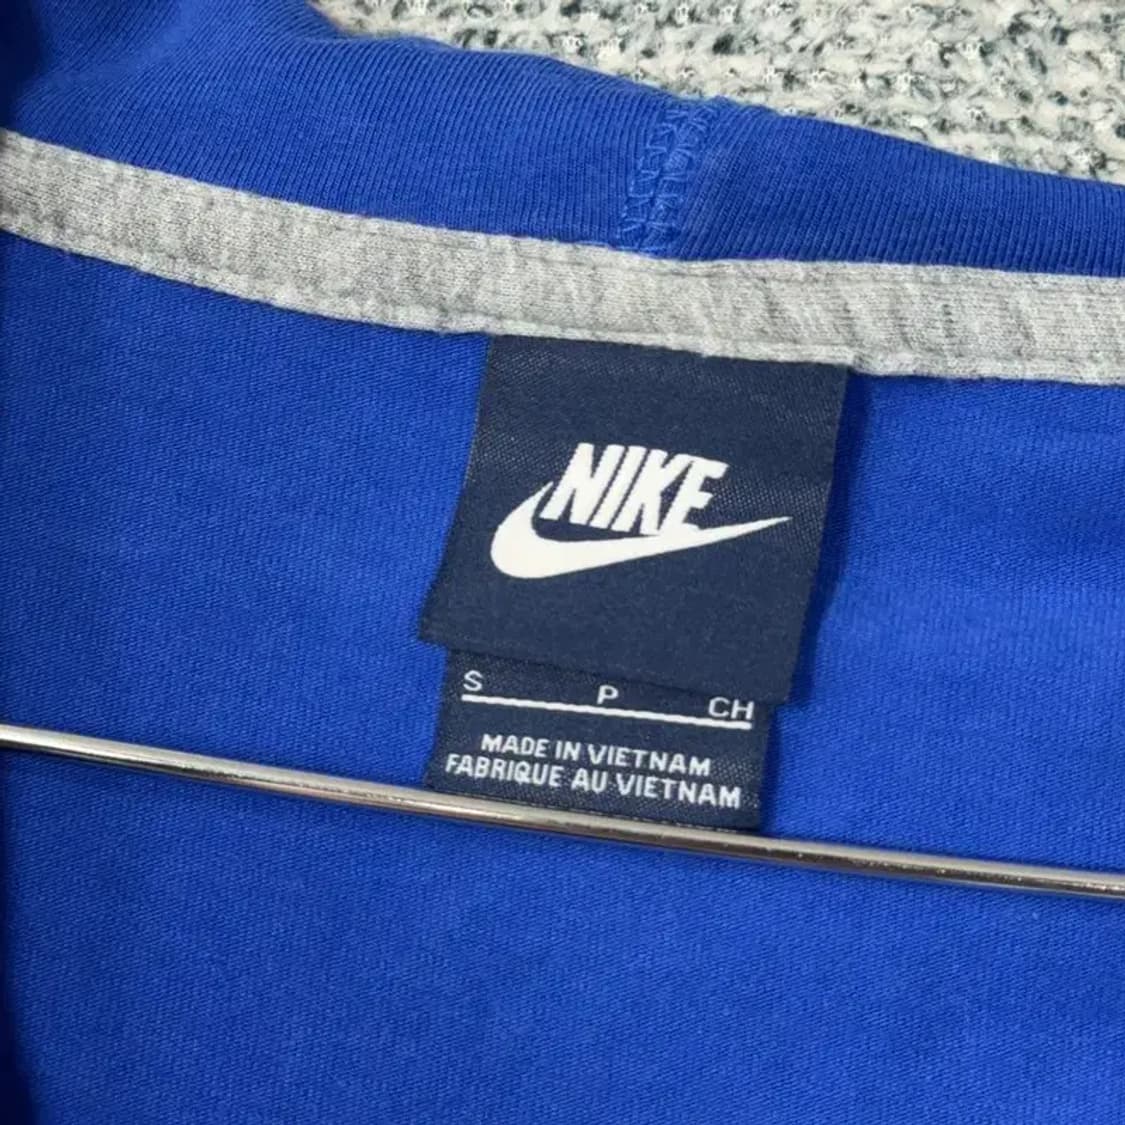 NIKE
S P CH
MADE IN VIETNAM
FABRIQUE AU VIETNAM